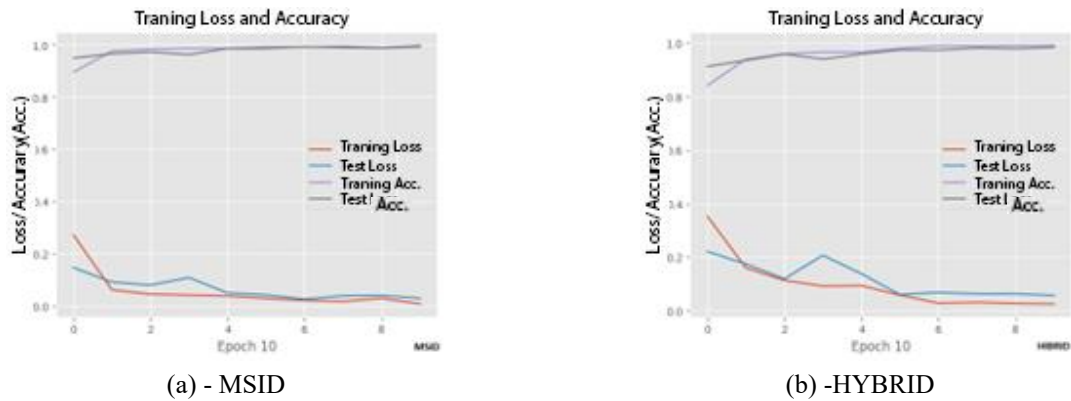 Traning Loss and Accuracy
Loss/Accurary(Acc.)
1.0
0.8
0.6
0.4
0.2
0.0
Traning Loss
Test Loss
Traning Acc.
Test Acc.
0 2 4 6 8
Epoch 10
MSID
(a) - MSID
Traning Loss and Accuracy
Loss/Accurary(Acc.)
1.0
0.8
0.6
0.4
0.2
0.0
Traning Loss
Test Loss
Traning Acc.
Test Acc.
0 2 4 6 8
Epoch 10
HIBRID
(b) -HYBRID